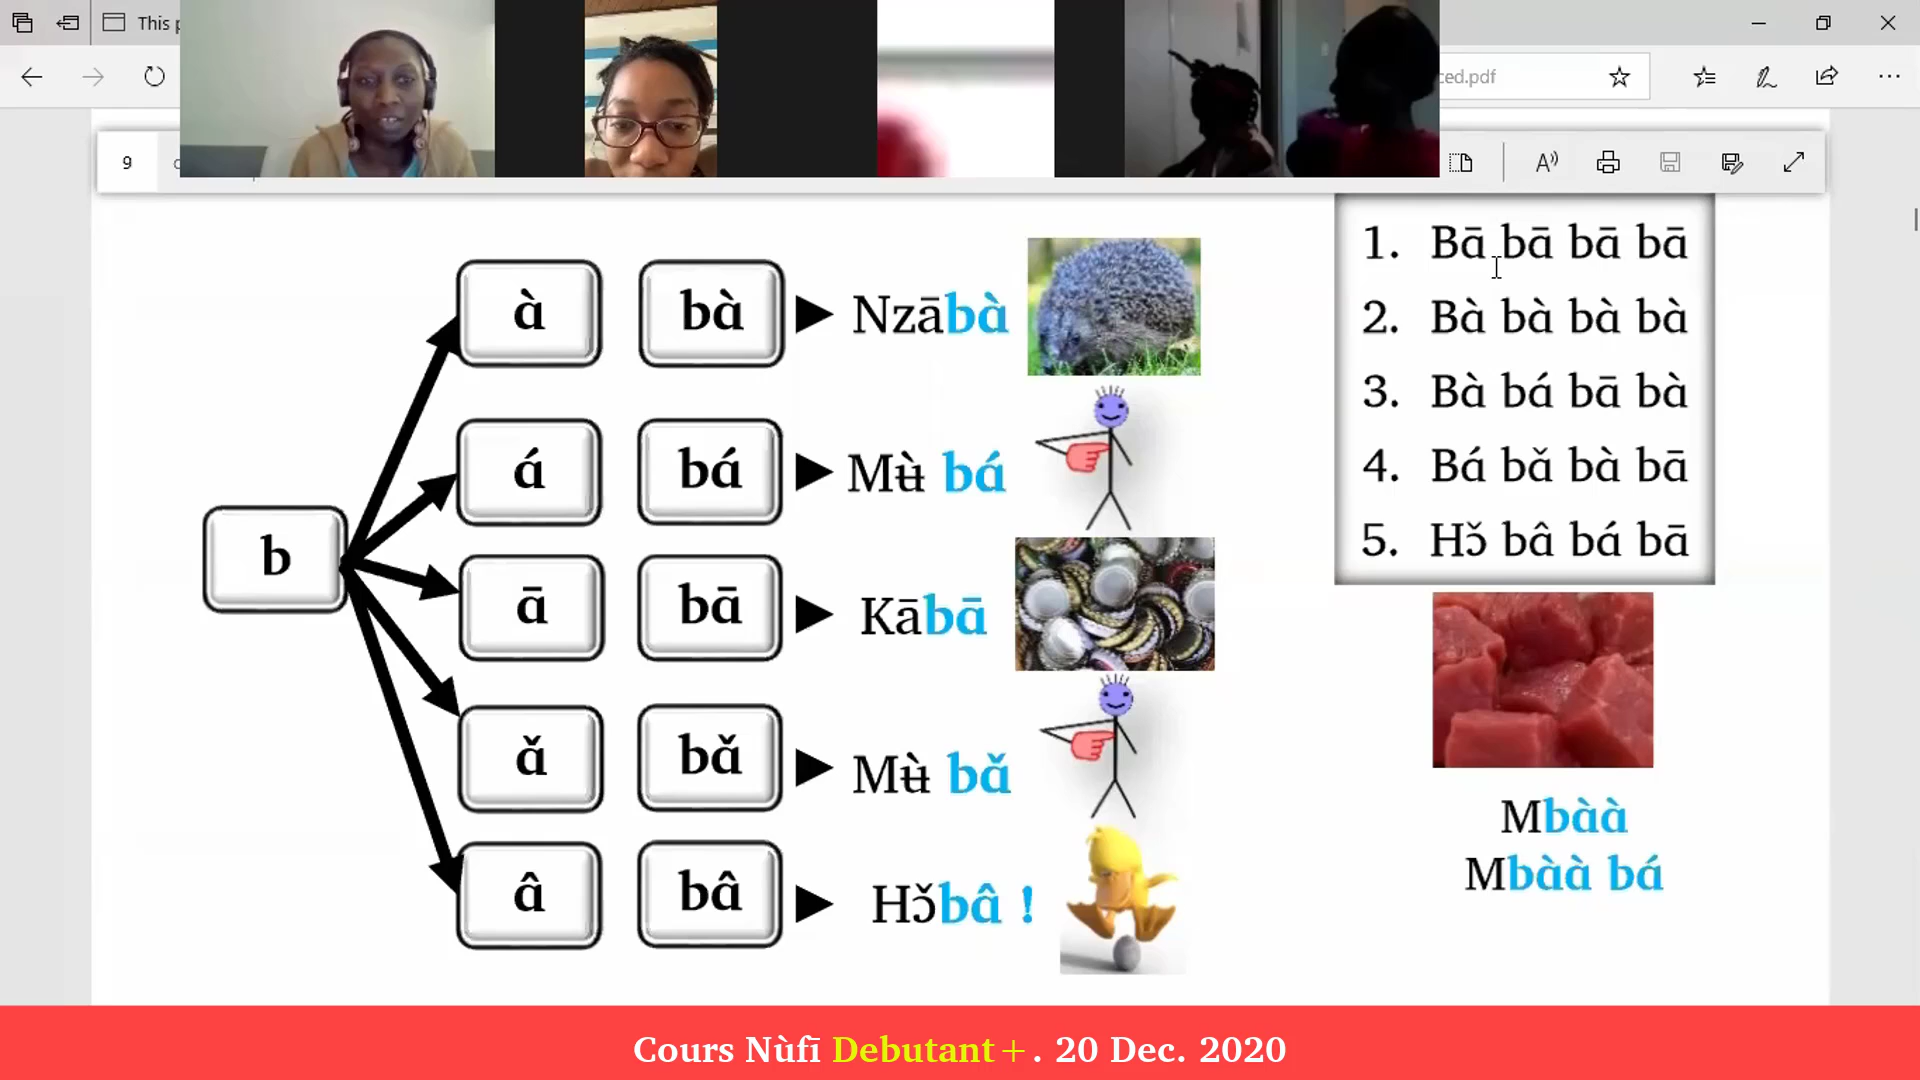 This
ced.pdf
9
b
à bà Nzābà
á bá Mʉ̀ bá
ā bā Kābā
ǎ bǎ Mʉ̀ bǎ
â bâ Hɔ̌bâ !
1. Bā bā bā bā
2. Bà bà bà bà
3. Bà bá bā bà
4. Bá bǎ bà bā
5. Hɔ̌ bâ bá bā
Mbàà
Mbàà bá
Cours Nùfī Debutant+. 20 Dec. 2020